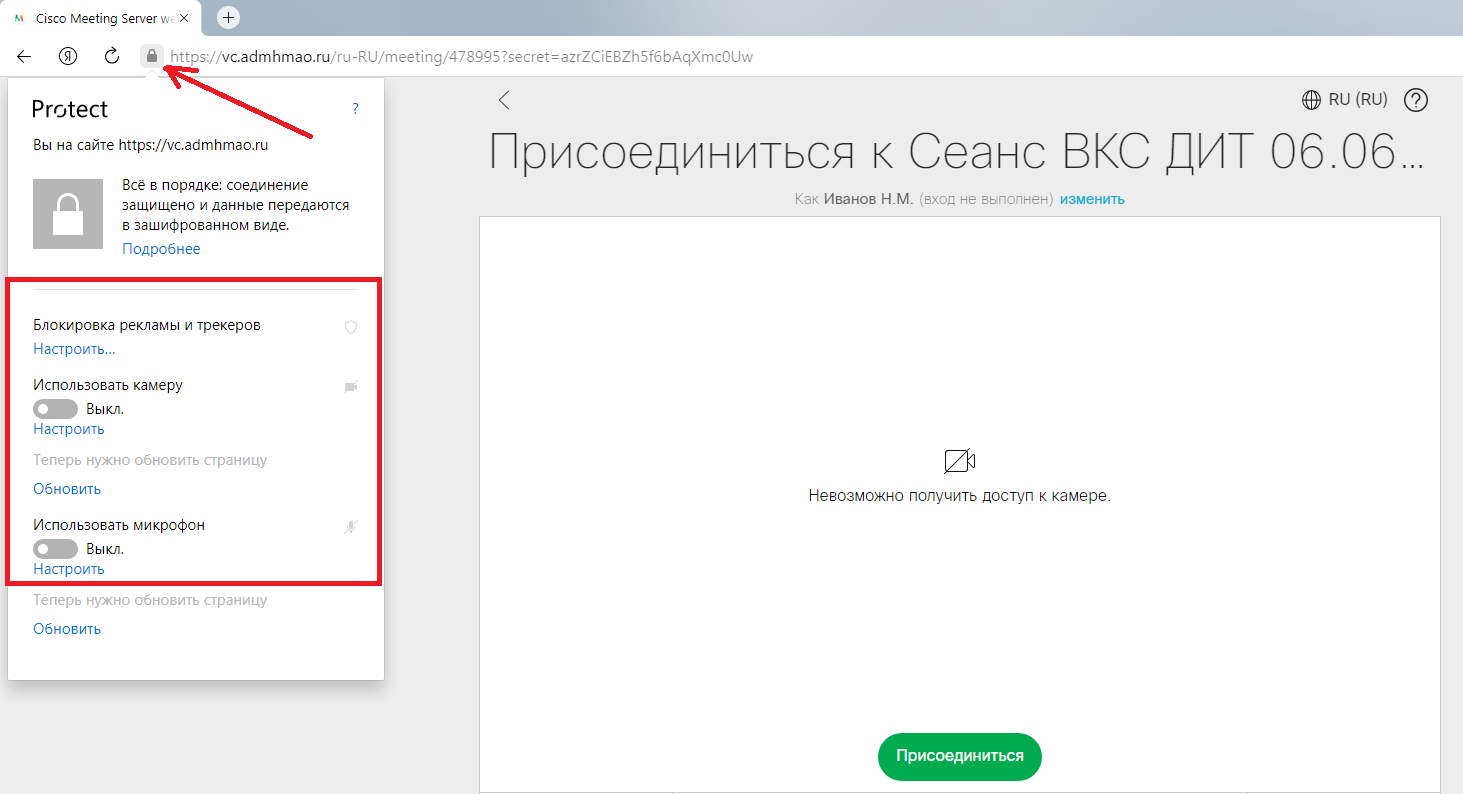 Cisco Meeting Server we
https://vc.admhmao.ru/ru-RU/meeting/478995?secret=azrZCiEBZh5f6bAqXmc0Uw
Protect
?
Вы на сайте https://vc.admhmao.ru
Всё в порядке: соединение
защищено и данные передаются
в зашифрованном виде.
Подробнее
Блокировка рекламы и трекеров
Настроить...
Использовать камеру
Выкл.
Настроить
Теперь нужно обновить страницу
Обновить
Использовать микрофон
Выкл.
Настроить
Теперь нужно обновить страницу
Обновить
RU (RU)
?
Присоединиться к Сеанс ВКС ДИТ 06.06...
Как Иванов Н.М. (вход не выполнен) изменить
Невозможно получить доступ к камере.
Присоединиться